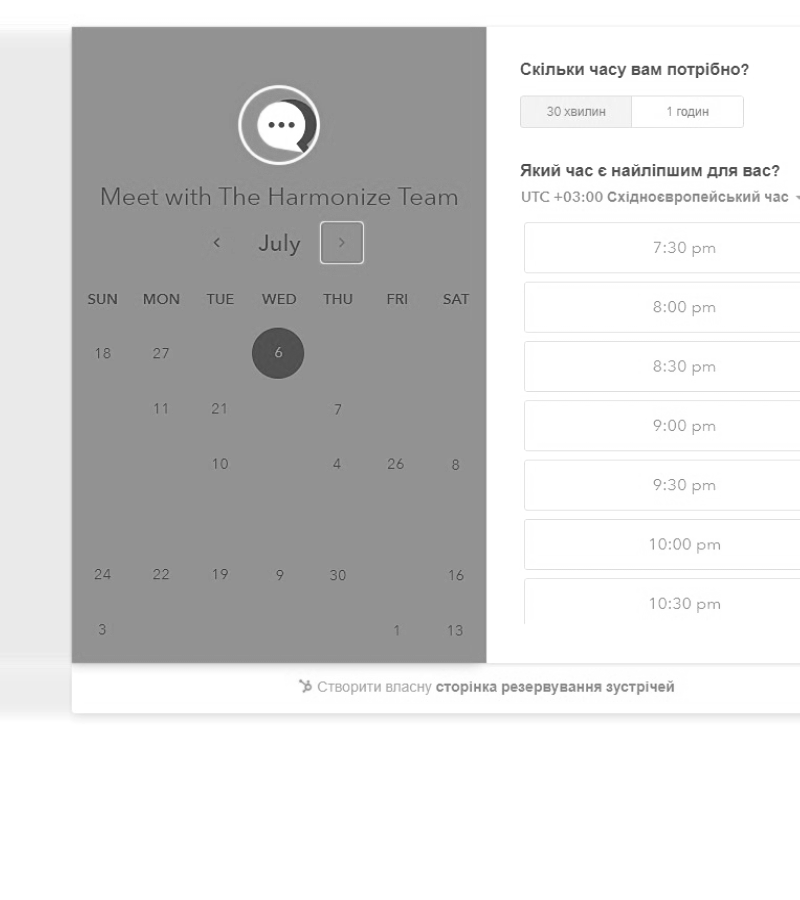 Meet with The Harmonize Team
July
SUN MON TUE WED THU FRI SAT
18 27 6
11 21 7
10 4 26 8
24 22 19 9 30 16
3 1 13
Скільки часу вам потрібно?
30 хвилин 1 годин
Який час є найліпшим для вас?
UTC +03:00 Східноєвропейський час
7:30 pm
8:00 pm
8:30 pm
9:00 pm
9:30 pm
10:00 pm
10:30 pm
Створити власну сторінка резервування зустрічей